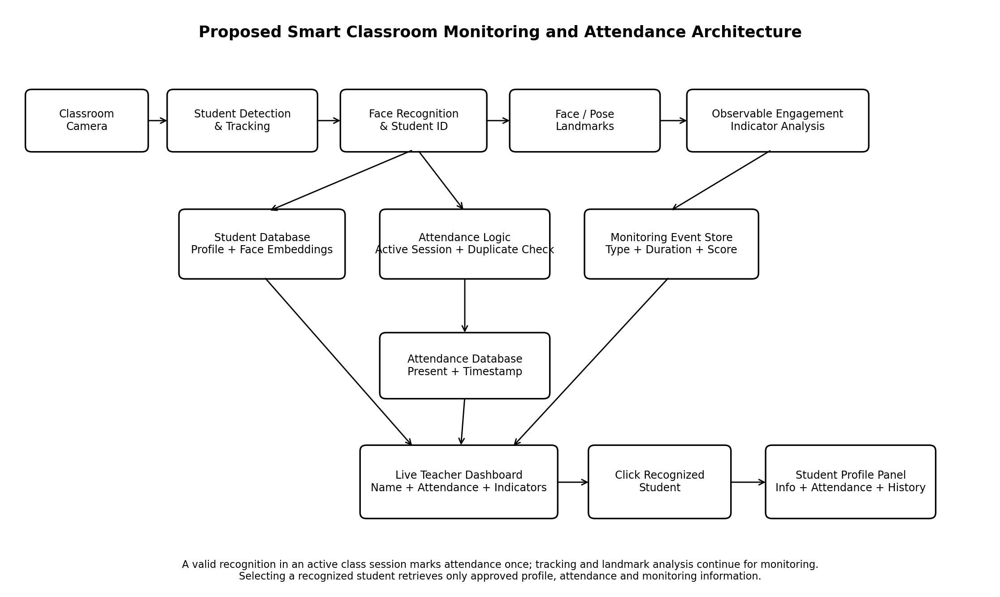 Proposed Smart Classroom Monitoring and Attendance Architecture
Classroom
Camera
Student Detection
& Tracking
Face Recognition
& Student ID
Face / Pose
Landmarks
Observable Engagement
Indicator Analysis
Student Database
Profile + Face Embeddings
Attendance Logic
Active Session + Duplicate Check
Monitoring Event Store
Type + Duration + Score
Attendance Database
Present + Timestamp
Live Teacher Dashboard
Name + Attendance + Indicators
Click Recognized
Student
Student Profile Panel
Info + Attendance + History
A valid recognition in an active class session marks attendance once; tracking and landmark analysis continue for monitoring.
Selecting a recognized student retrieves only approved profile, attendance and monitoring information.